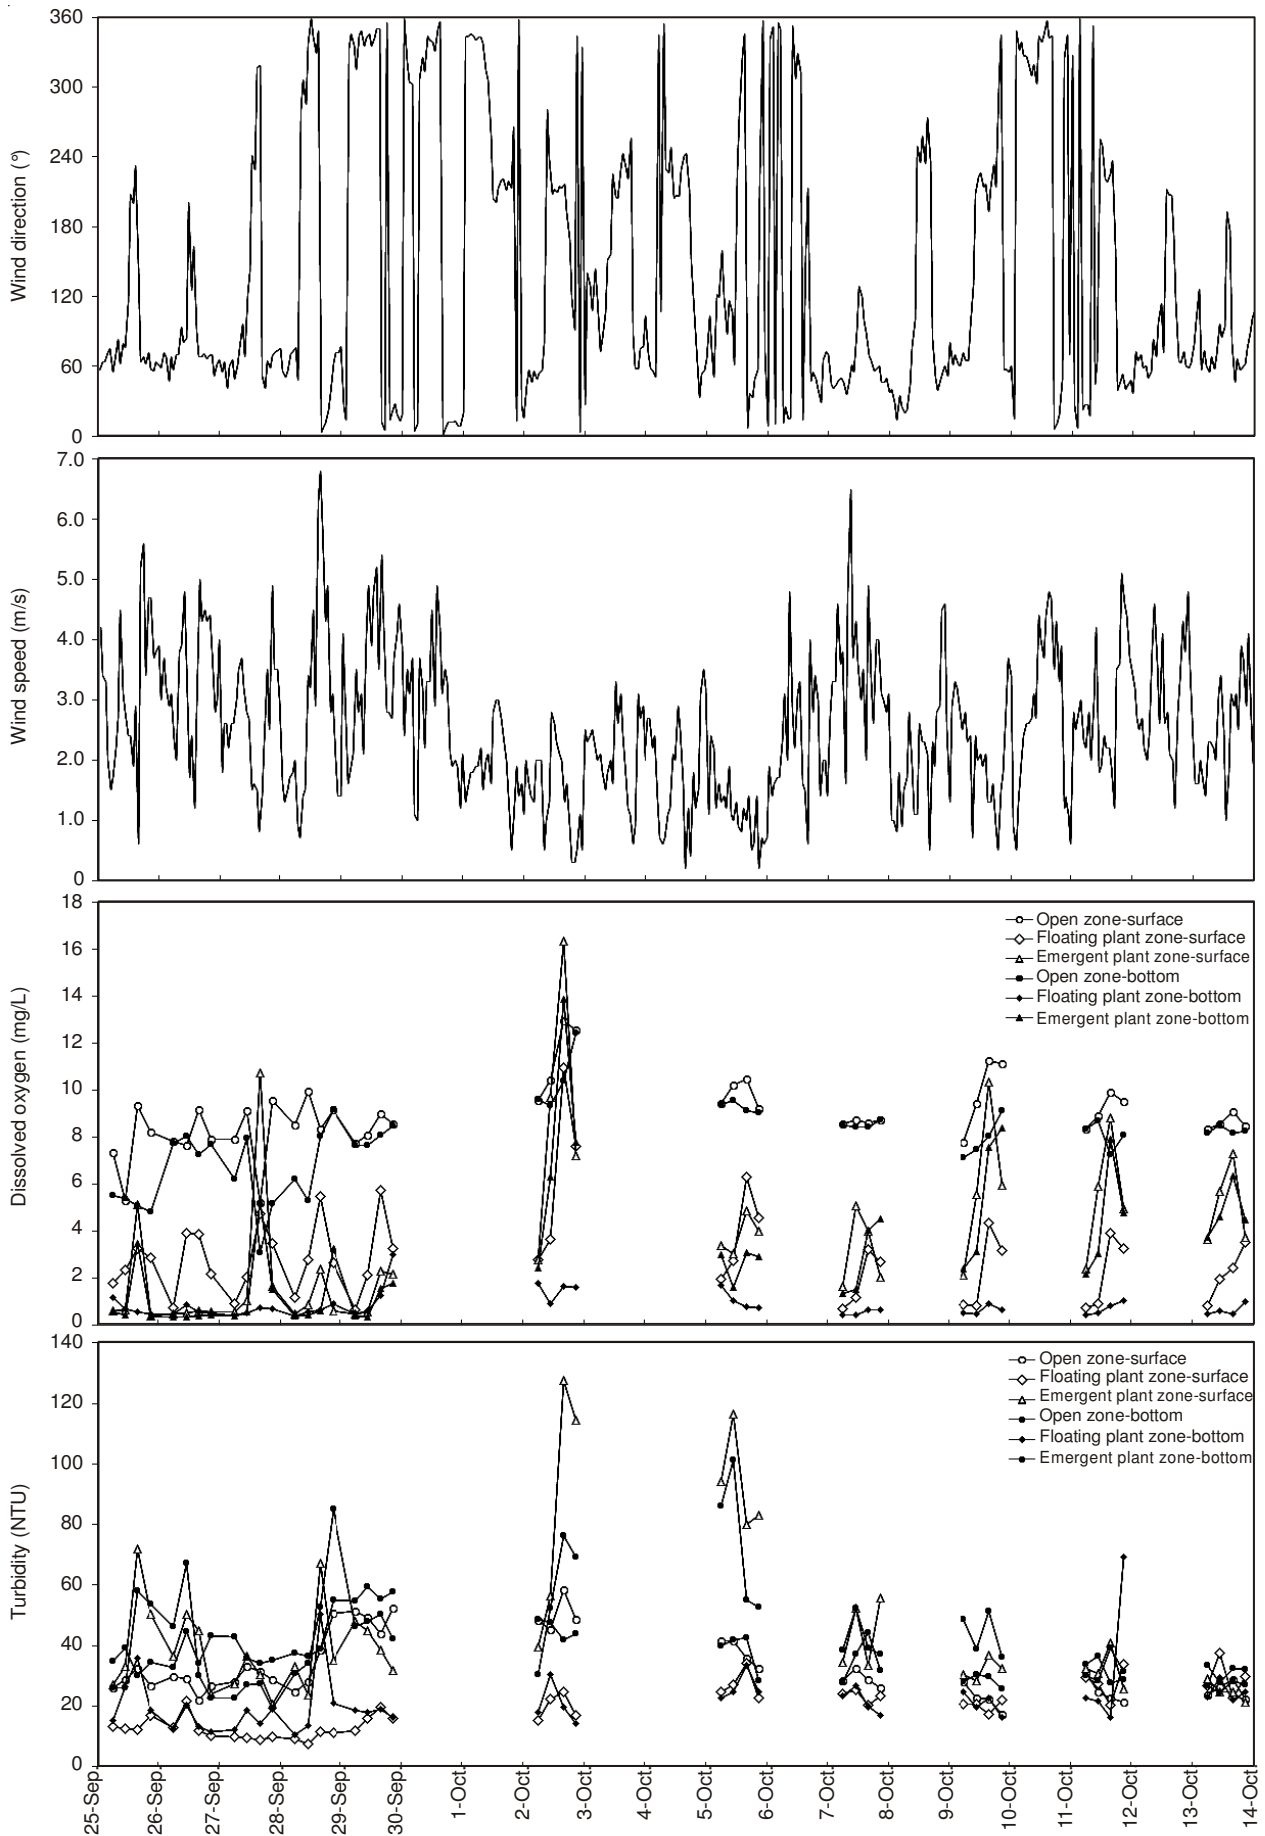 360
300
240
180
120
60
0
Wind direction (°)
7.0
6.0
5.0
4.0
3.0
2.0
1.0
0
Wind speed (m/s)
18
16
14
12
10
8
6
4
2
0
Dissolved oxygen (mg/L)
Open zone-surface
Floating plant zone-surface
Emergent plant zone-surface
Open zone-bottom
Floating plant zone-bottom
Emergent plant zone-bottom
140
120
100
80
60
40
20
0
Turbidity (NTU)
Open zone-surface
Floating plant zone-surface
Emergent plant zone-surface
Open zone-bottom
Floating plant zone-bottom
Emergent plant zone-bottom
25-Sep
26-Sep
27-Sep
28-Sep
29-Sep
30-Sep
1-Oct
2-Oct
3-Oct
4-Oct
5-Oct
6-Oct
7-Oct
8-Oct
9-Oct
10-Oct
11-Oct
12-Oct
13-Oct
14-Oct